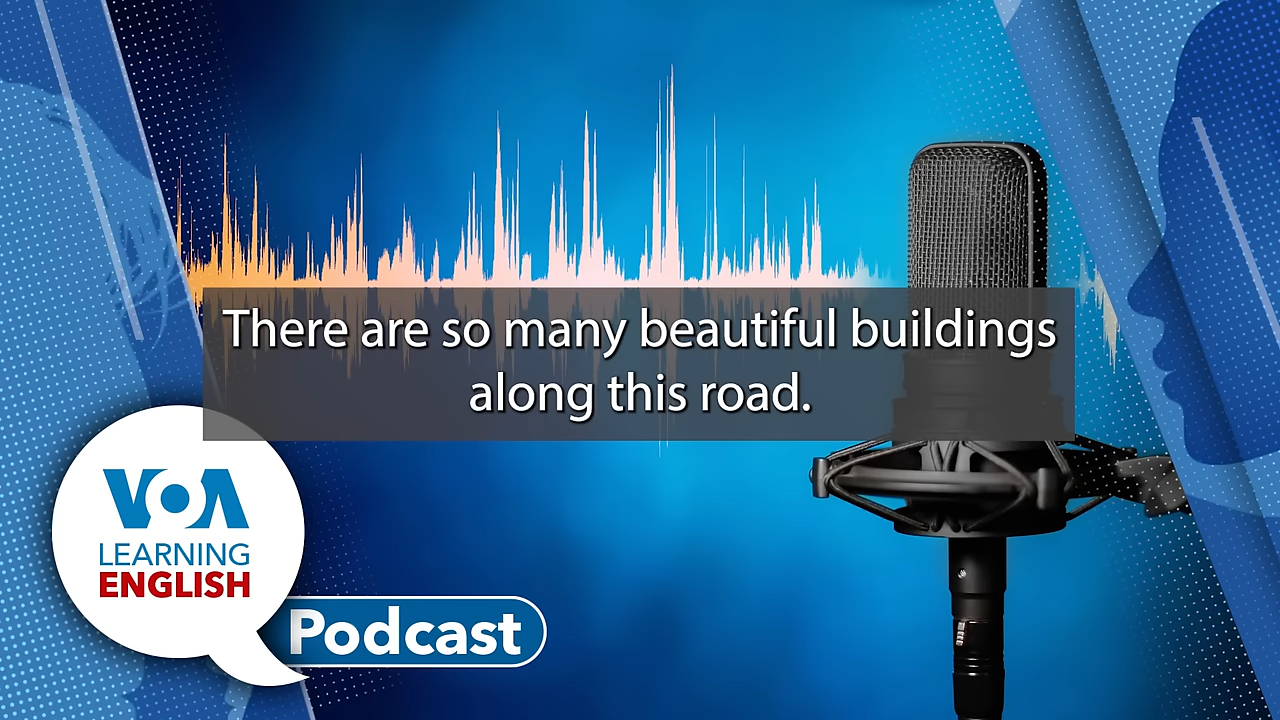 There are so many beautiful buildings
along this road.
VOA
LEARNING
ENGLISH
Podcast